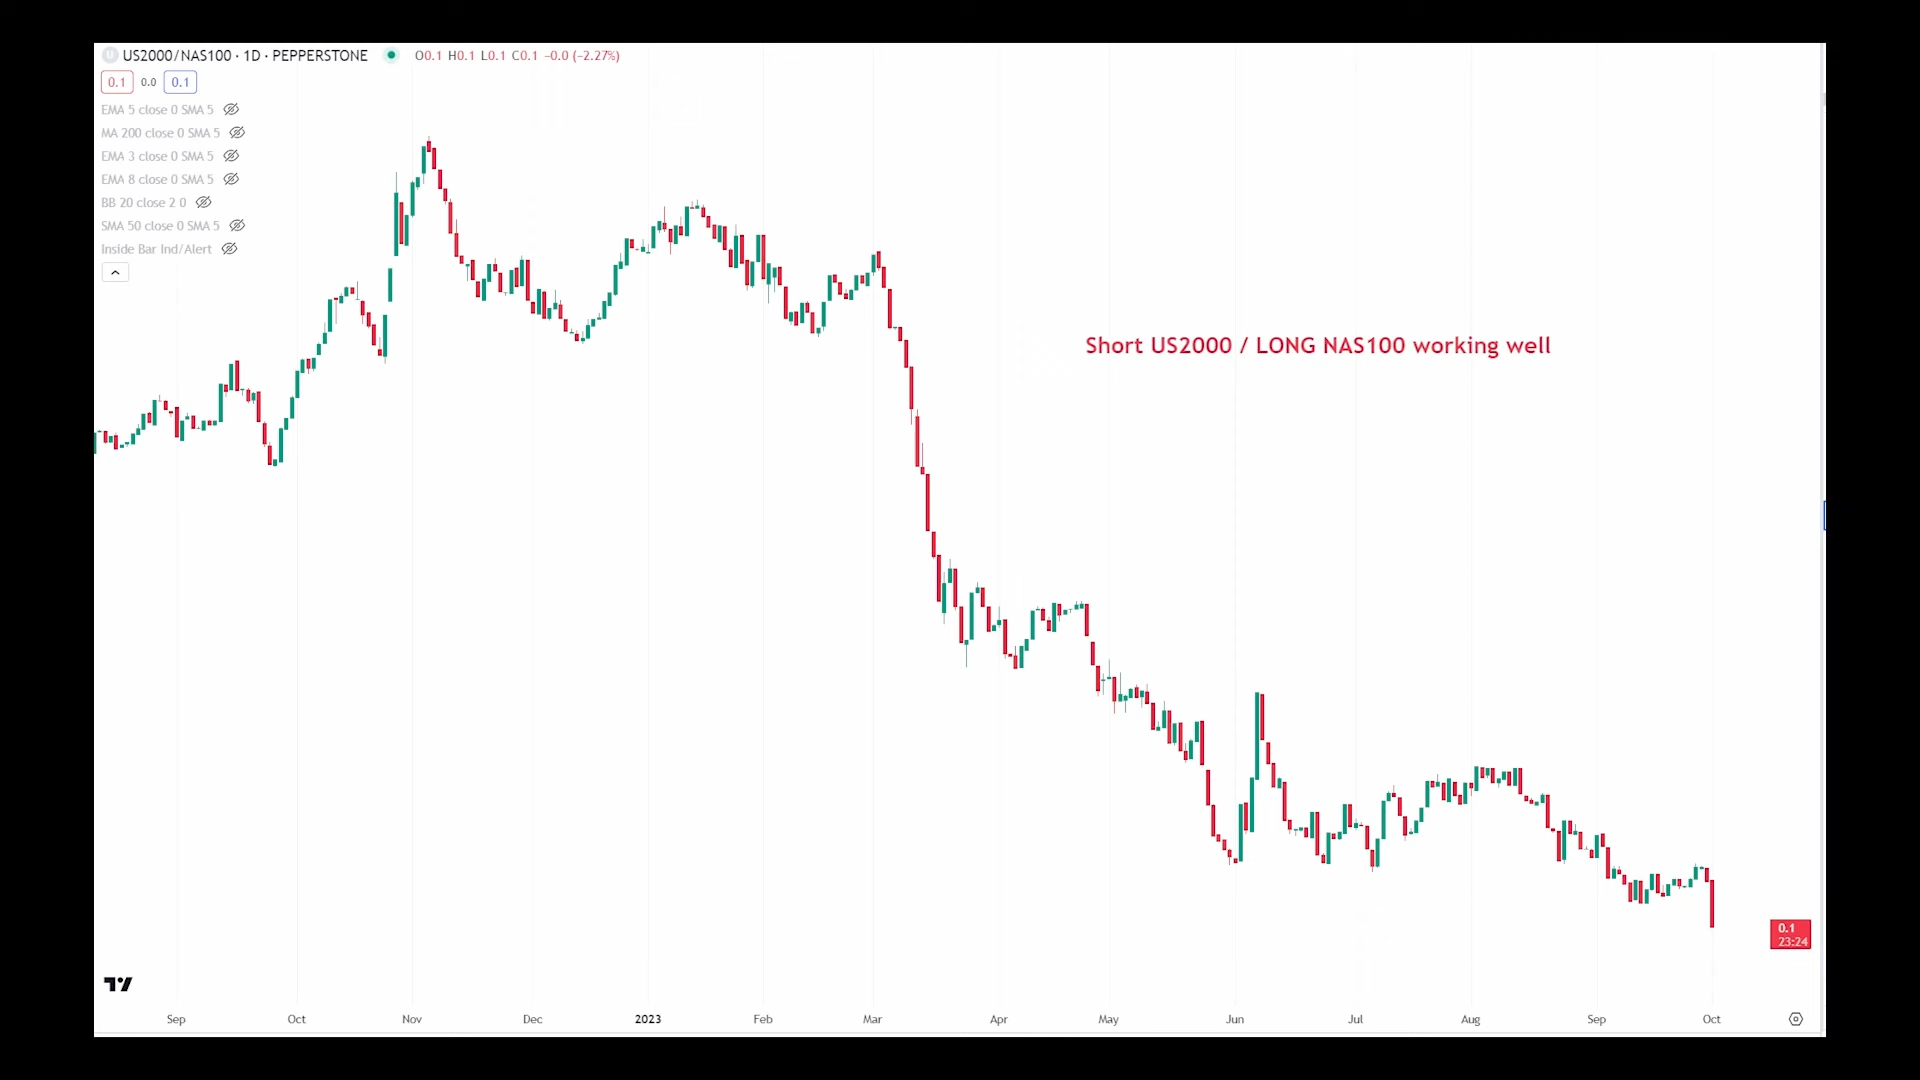 US2000/NAS100 · 1D · PEPPERSTONE O0.1 H0.1 L0.1 C0.1 −0.0 (−2.27%)
0.1 0.0 0.1
EMA 5 close 0 SMA 5
MA 200 close 0 SMA 5
EMA 3 close 0 SMA 5
EMA 8 close 0 SMA 5
BB 20 close 2 0
SMA 50 close 0 SMA 5
Inside Bar Ind/Alert
Short US2000 / LONG NAS100 working well
0.1
23:24
Sep Oct Nov Dec 2023 Feb Mar Apr May Jun Jul Aug Sep Oct